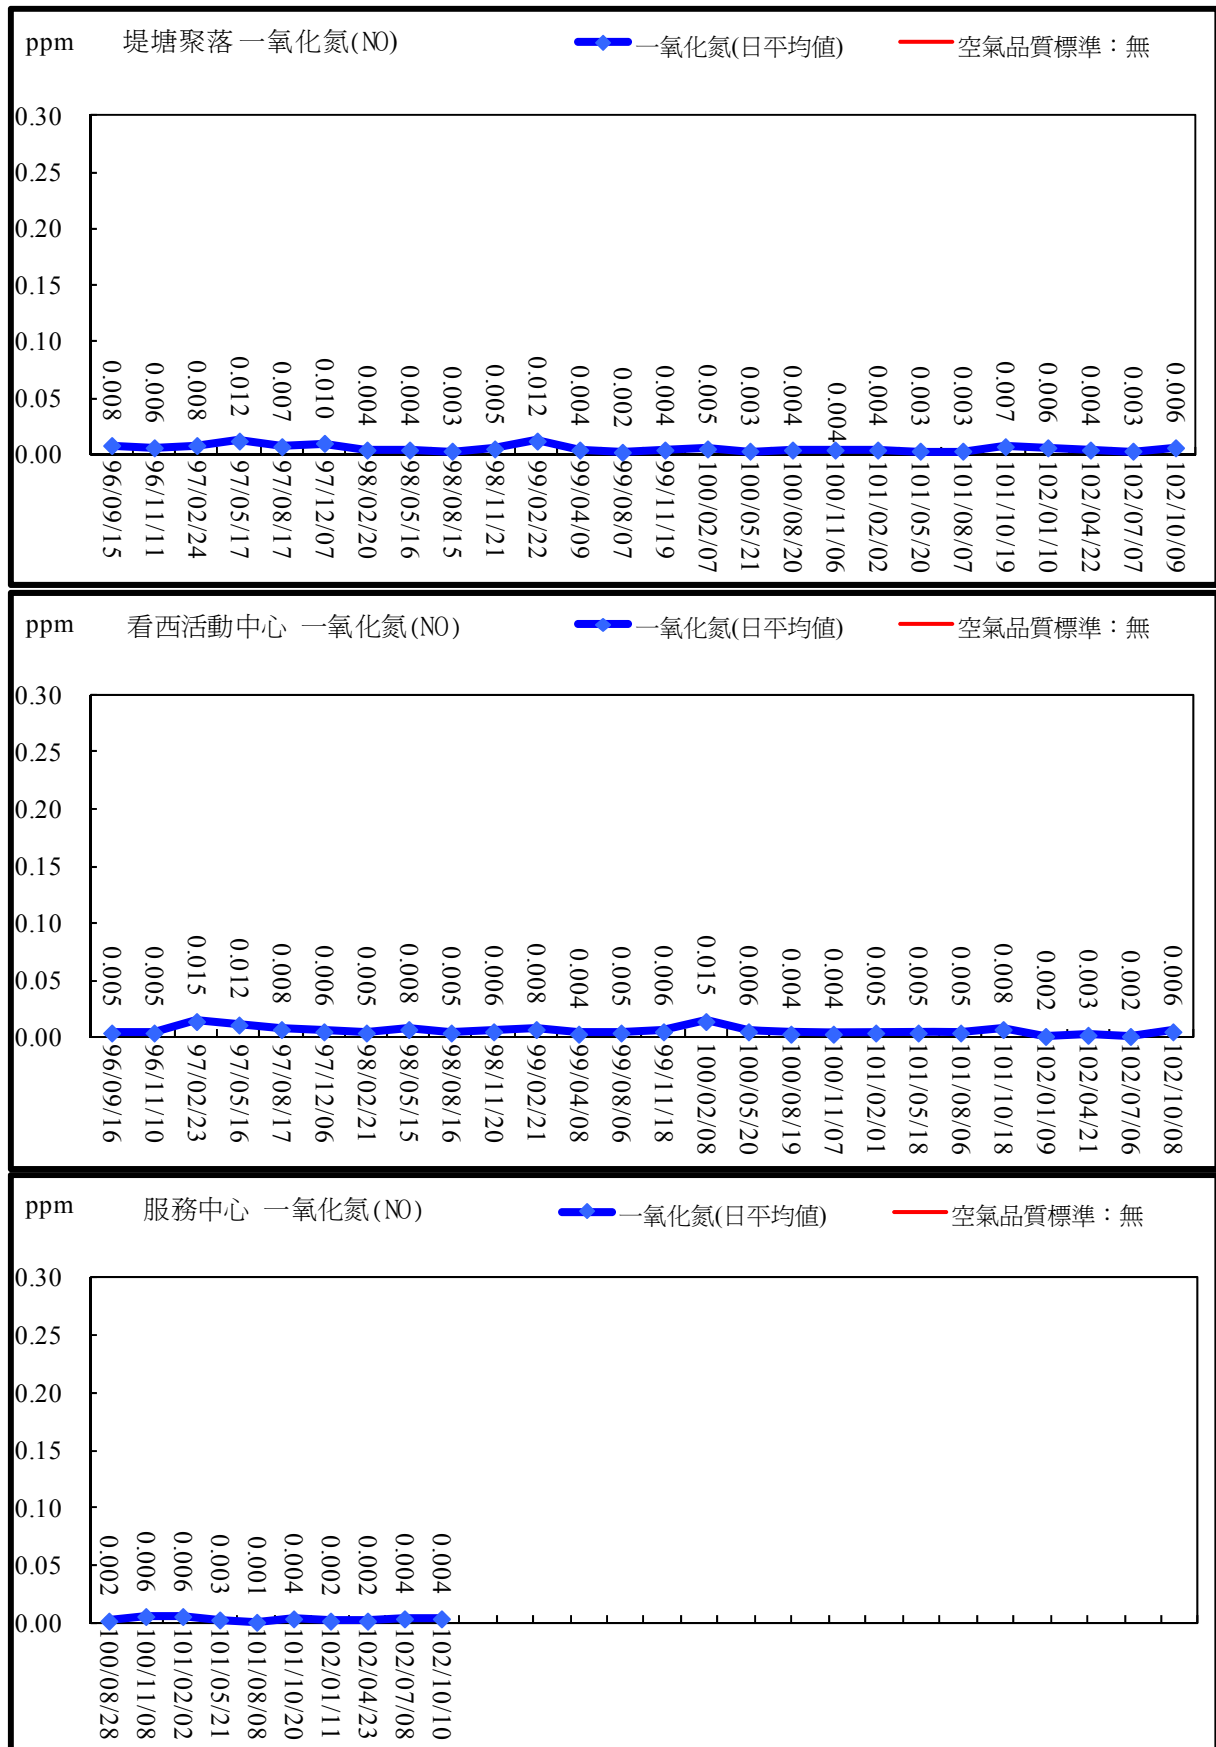 ppm 堤塘聚落 一氧化氮(NO) 一氧化氮(日平均值) 空氣品質標準：無
0.30
0.25
0.20
0.15
0.10
0.05
0.00
0.008 0.006 0.008 0.012 0.007 0.010 0.004 0.004 0.003 0.005 0.012 0.004 0.002 0.004 0.005 0.003 0.004 0.004 0.004 0.003 0.003 0.007 0.006 0.004 0.003 0.006
96/09/15 96/11/11 97/02/24 97/05/17 97/08/17 97/12/07 98/02/20 98/05/16 98/08/15 98/11/21 99/02/22 99/04/09 99/08/07 99/11/19 100/02/07 100/05/21 100/08/20 100/11/06 101/02/02 101/05/20 101/08/07 101/10/19 102/01/10 102/04/22 102/07/07 102/10/09
ppm 看西活動中心 一氧化氮(NO) 一氧化氮(日平均值) 空氣品質標準：無
0.30
0.25
0.20
0.15
0.10
0.05
0.00
0.005 0.005 0.015 0.012 0.008 0.006 0.005 0.008 0.005 0.006 0.008 0.004 0.005 0.006 0.015 0.006 0.004 0.004 0.005 0.005 0.005 0.008 0.002 0.003 0.002 0.006
96/09/16 96/11/10 97/02/23 97/05/16 97/08/17 97/12/06 98/02/21 98/05/15 98/08/16 98/11/20 99/02/21 99/04/08 99/08/06 99/11/18 100/02/08 100/05/20 100/08/19 100/11/07 101/02/01 101/05/18 101/08/06 101/10/18 102/01/09 102/04/21 102/07/06 102/10/08
ppm 服務中心 一氧化氮(NO) 一氧化氮(日平均值) 空氣品質標準：無
0.30
0.25
0.20
0.15
0.10
0.05
0.00
0.002 0.006 0.006 0.003 0.001 0.004 0.002 0.002 0.004 0.004
100/08/28 100/11/08 101/02/02 101/05/21 101/08/08 101/10/20 102/01/11 102/04/23 102/07/08 102/10/10